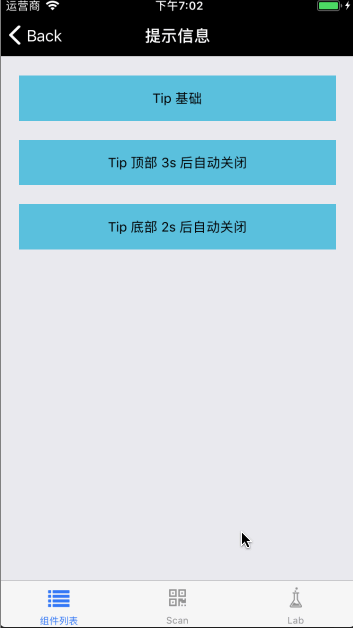 运营商 下午7:02
Back 提示信息
Tip 基础
Tip 顶部 3s 后自动关闭
Tip 底部 2s 后自动关闭
组件列表 Scan Lab